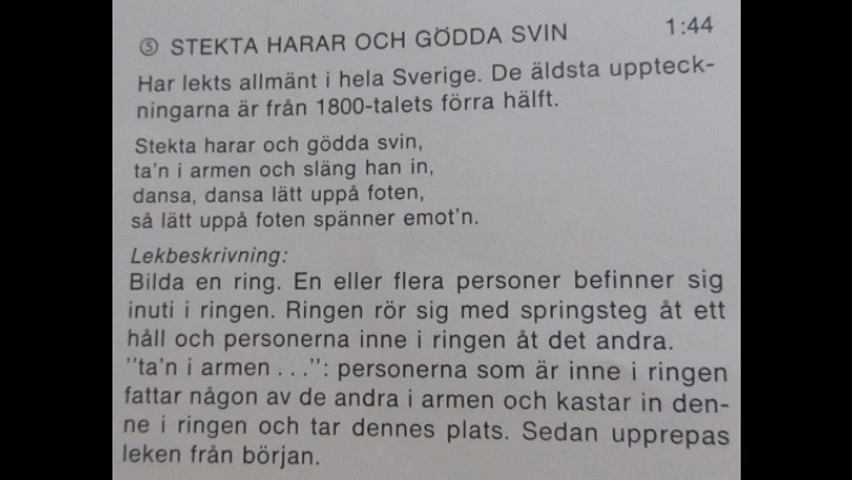 ⑤ STEKTA HARAR OCH GÖDDA SVIN 1:44
Har lekts allmänt i hela Sverige. De äldsta uppteck-
ningarna är från 1800-talets förra hälft.
Stekta harar och gödda svin,
ta'n i armen och släng han in,
dansa, dansa lätt uppå foten,
så lätt uppå foten spänner emot'n.
Lekbeskrivning:
Bilda en ring. En eller flera personer befinner sig
inuti i ringen. Ringen rör sig med springsteg åt ett
håll och personerna inne i ringen åt det andra.
"ta'n i armen ...": personerna som är inne i ringen
fattar någon av de andra i armen och kastar in den-
ne i ringen och tar dennes plats. Sedan upprepas
leken från början.